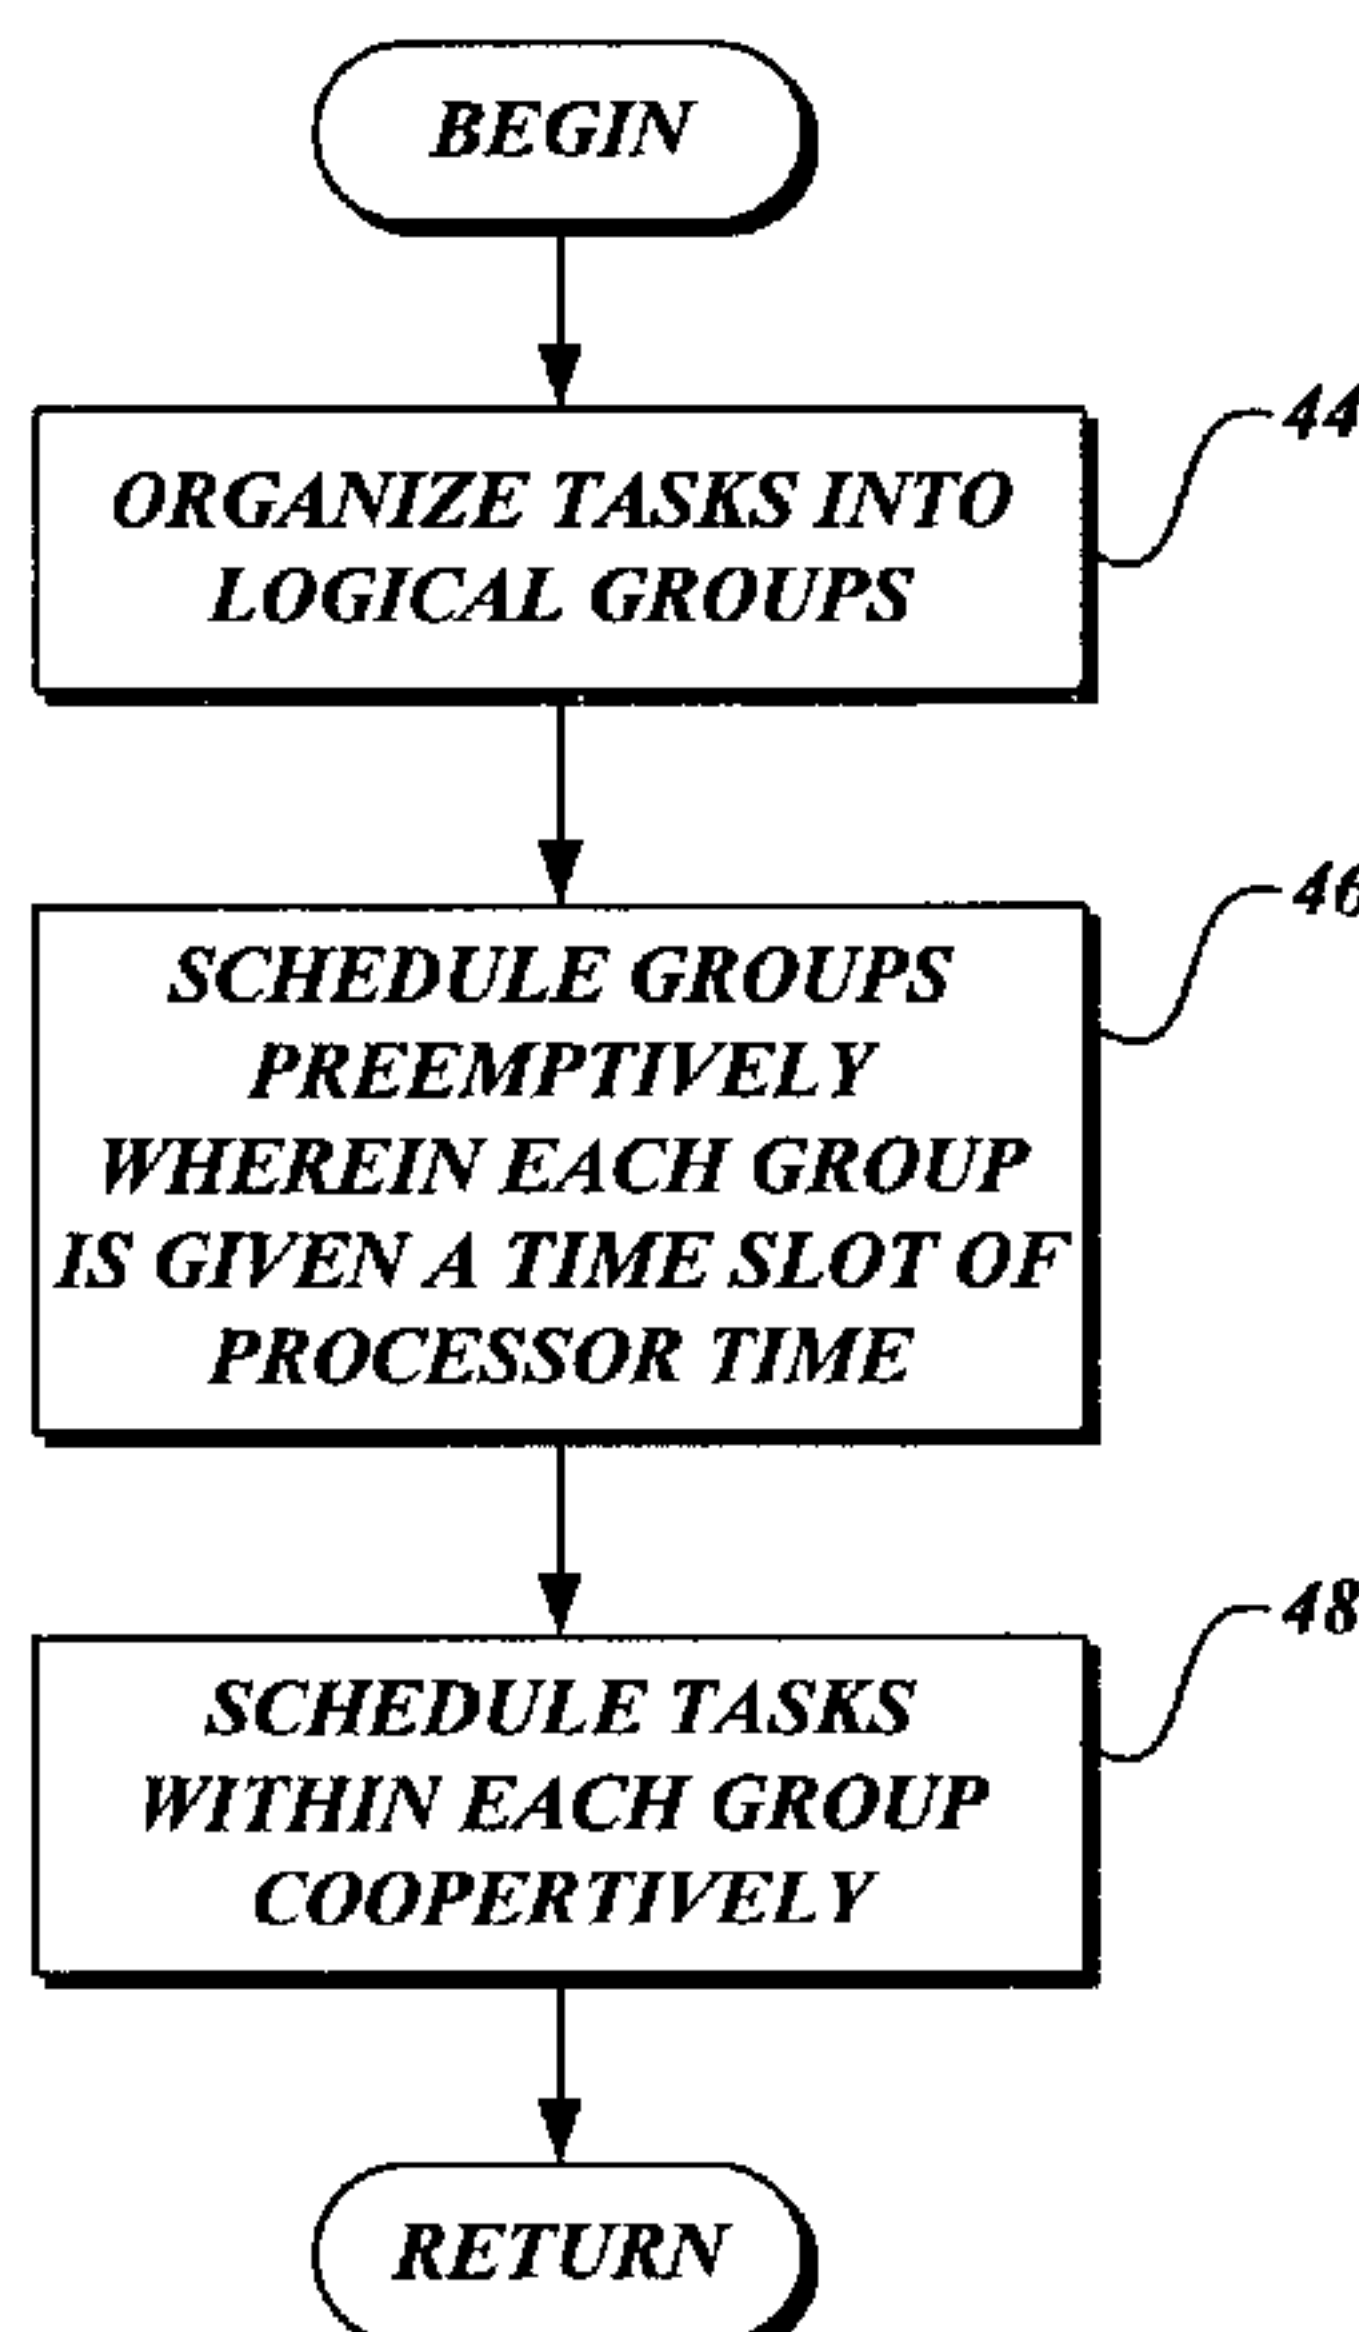 BEGIN
44
ORGANIZE TASKS INTO
LOGICAL GROUPS
46
SCHEDULE GROUPS
PREEMPTIVELY
WHEREIN EACH GROUP
IS GIVEN A TIME SLOT OF
PROCESSOR TIME
48
SCHEDULE TASKS
WITHIN EACH GROUP
COOPERTIVELY
RETURN